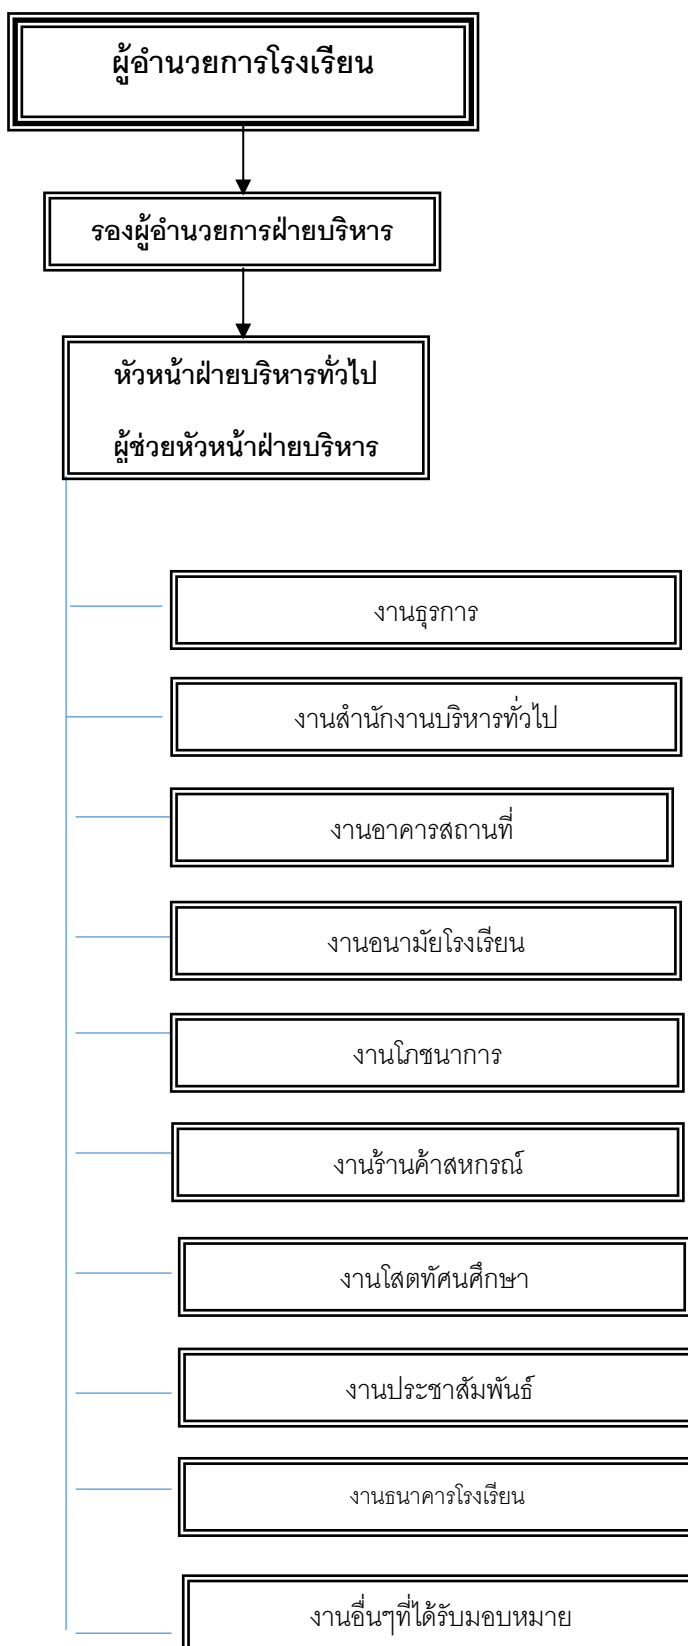 ผู้อำนวยการโรงเรียน
รองผู้อำนวยการฝ่ายบริหาร
หัวหน้าฝ่ายบริหารทั่วไป
ผู้ช่วยหัวหน้าฝ่ายบริหาร
งานธุรการ
งานสำนักงานบริหารทั่วไป
งานอาคารสถานที่
งานอนามัยโรงเรียน
งานโภชนาการ
งานร้านค้าสหกรณ์
งานโสตทัศนศึกษา
งานประชาสัมพันธ์
งานธนาคารโรงเรียน
งานอื่นๆที่ได้รับมอบหมาย